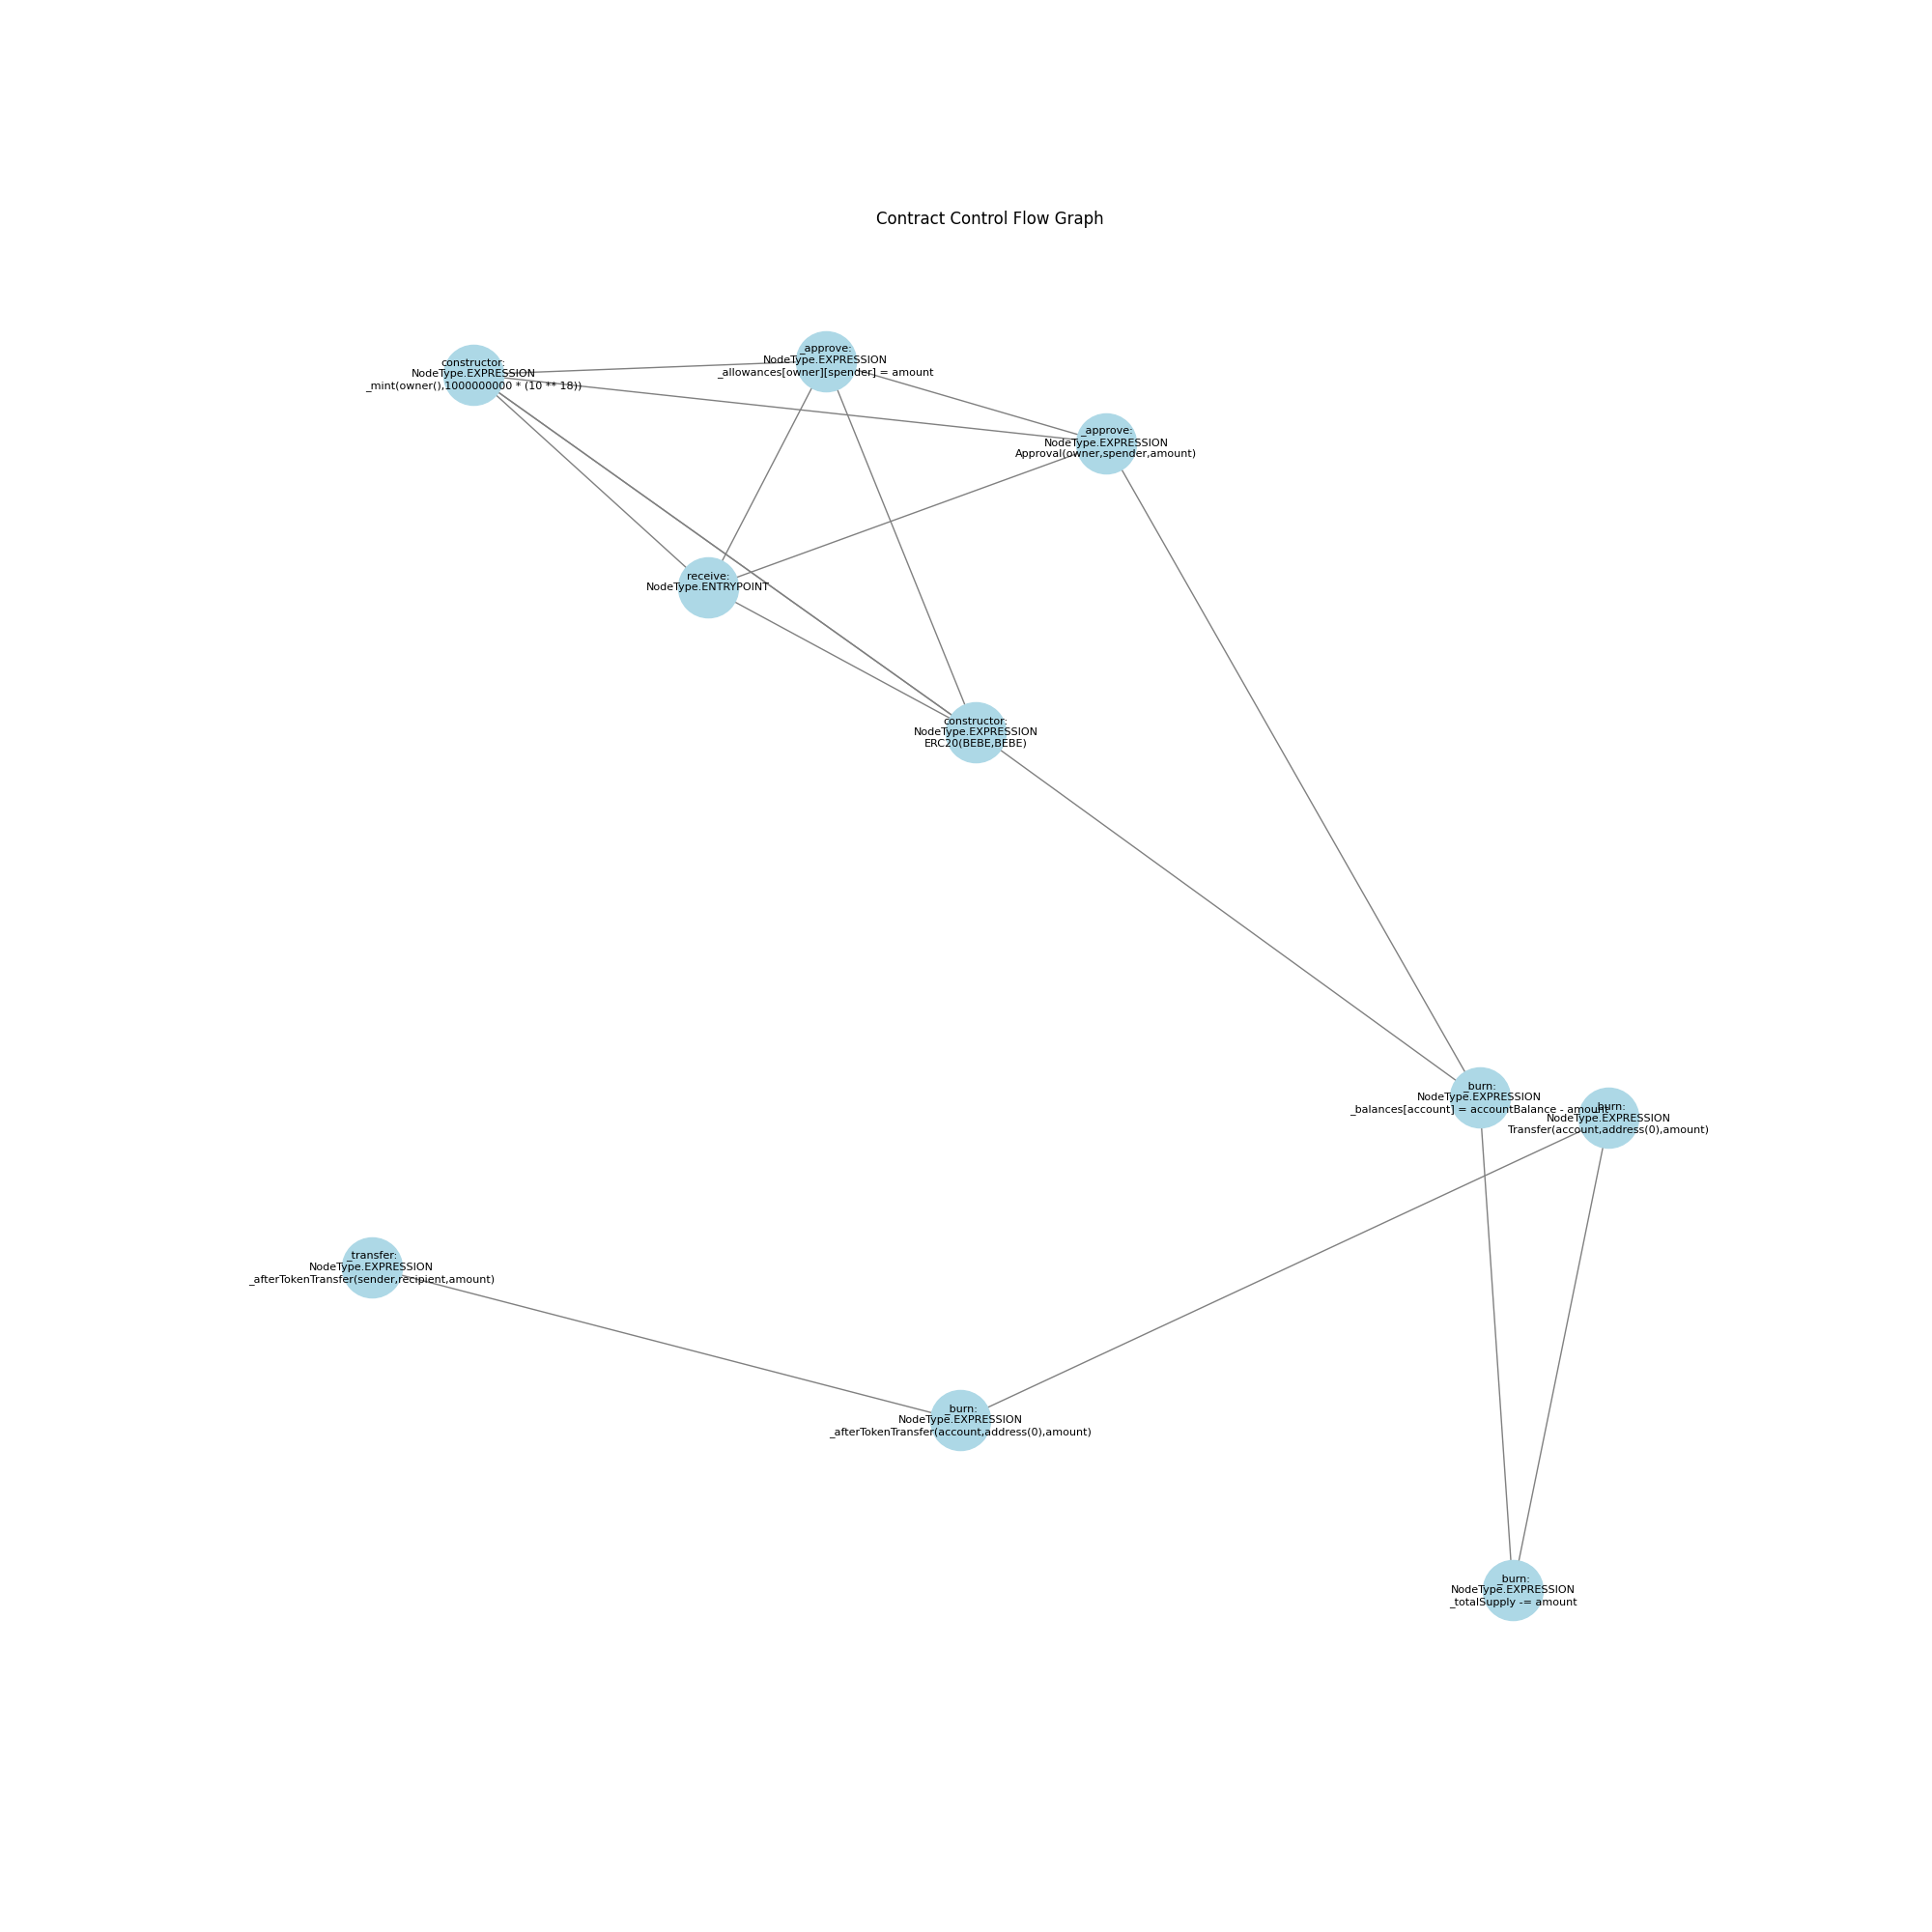 Contract Control Flow Graph
constructor:
NodeType.EXPRESSION
_mint(owner(),1000000000 * (10 ** 18))
_approve:
NodeType.EXPRESSION
_allowances[owner][spender] = amount
_approve:
NodeType.EXPRESSION
Approval(owner,spender,amount)
receive:
NodeType.ENTRYPOINT
constructor:
NodeType.EXPRESSION
ERC20(BEBE,BEBE)
_burn:
NodeType.EXPRESSION
_balances[account] = accountBalance - amount
_burn:
NodeType.EXPRESSION
Transfer(account,address(0),amount)
_transfer:
NodeType.EXPRESSION
_afterTokenTransfer(sender,recipient,amount)
_burn:
NodeType.EXPRESSION
_afterTokenTransfer(account,address(0),amount)
_burn:
NodeType.EXPRESSION
_totalSupply -= amount